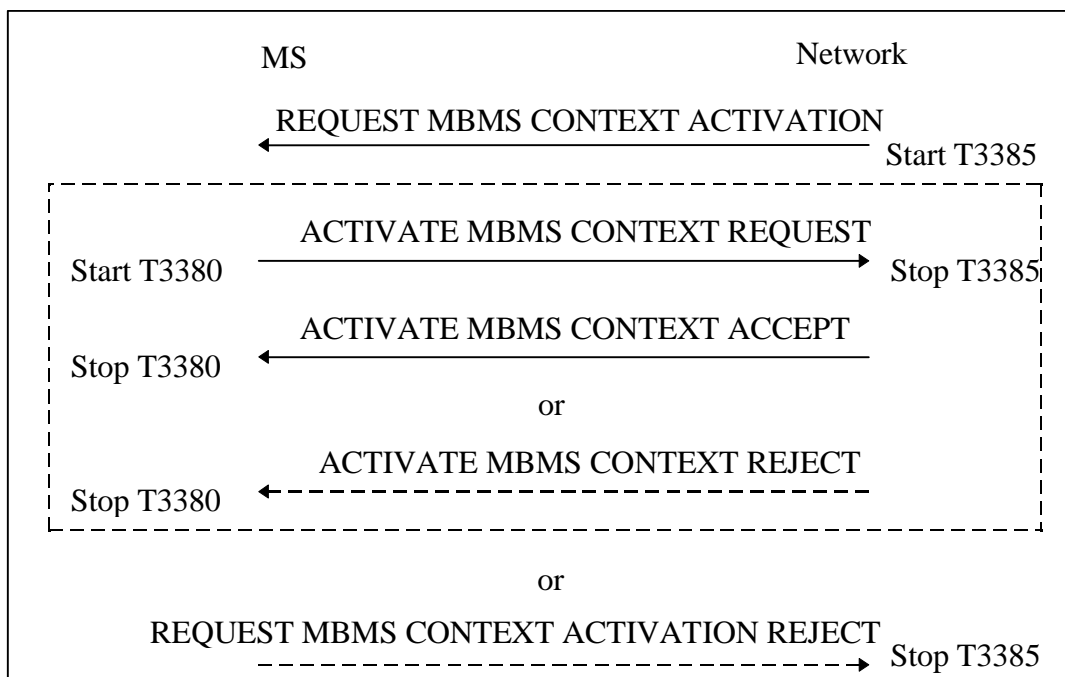 MS Network
REQUEST MBMS CONTEXT ACTIVATION
Start T3385
ACTIVATE MBMS CONTEXT REQUEST
Start T3380 Stop T3385
ACTIVATE MBMS CONTEXT ACCEPT
Stop T3380
or
ACTIVATE MBMS CONTEXT REJECT
Stop T3380
or
REQUEST MBMS CONTEXT ACTIVATION REJECT
Stop T3385